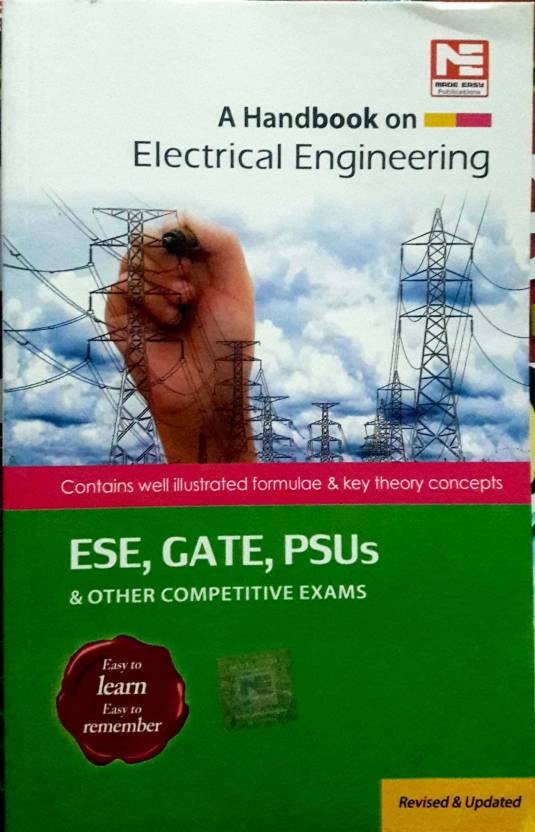 ME
MADE EASY
Publications
A Handbook on
Electrical Engineering
Contains well illustrated formulae & key theory concepts
ESE, GATE, PSUs
& OTHER COMPETITIVE EXAMS
Easy to
learn
Easy to
remember
Revised & Updated